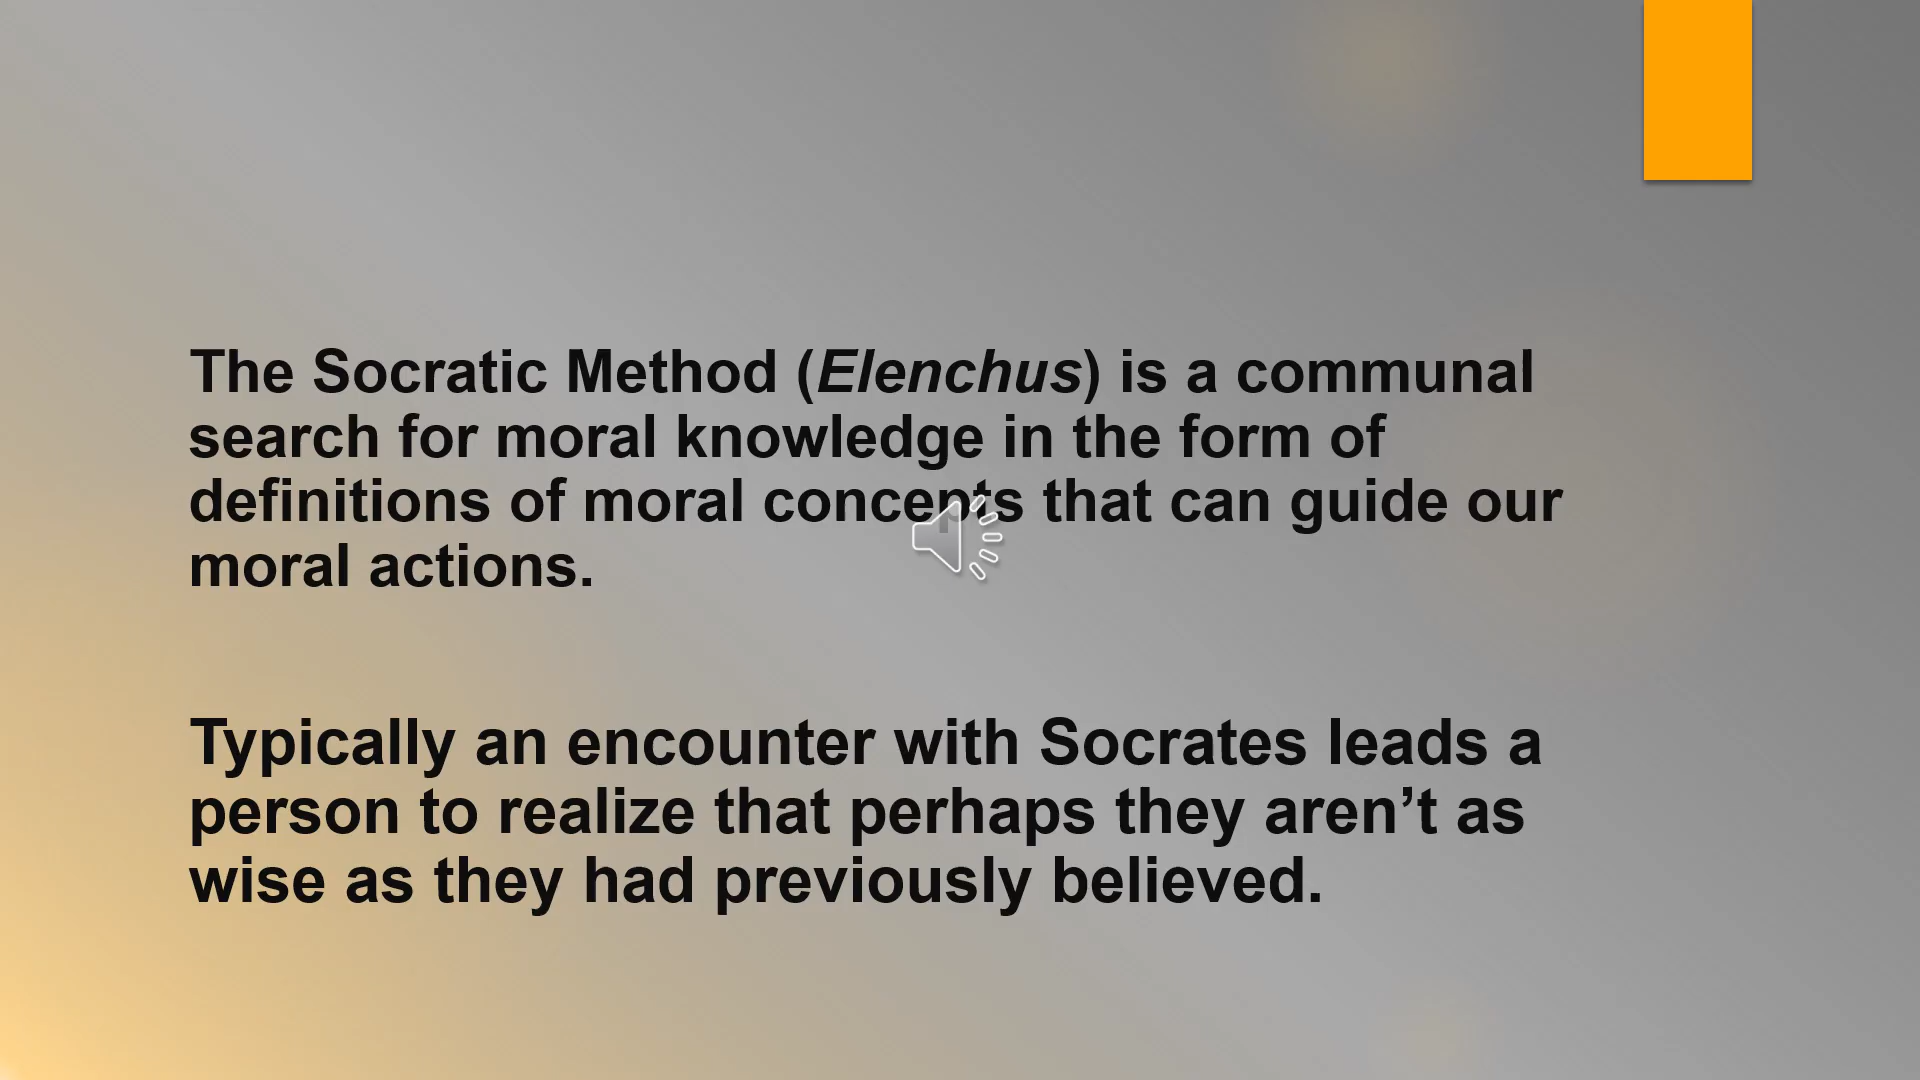 The Socratic Method (Elenchus) is a communal
search for moral knowledge in the form of
definitions of moral concepts that can guide our
moral actions.
Typically an encounter with Socrates leads a
person to realize that perhaps they aren’t as
wise as they had previously believed.